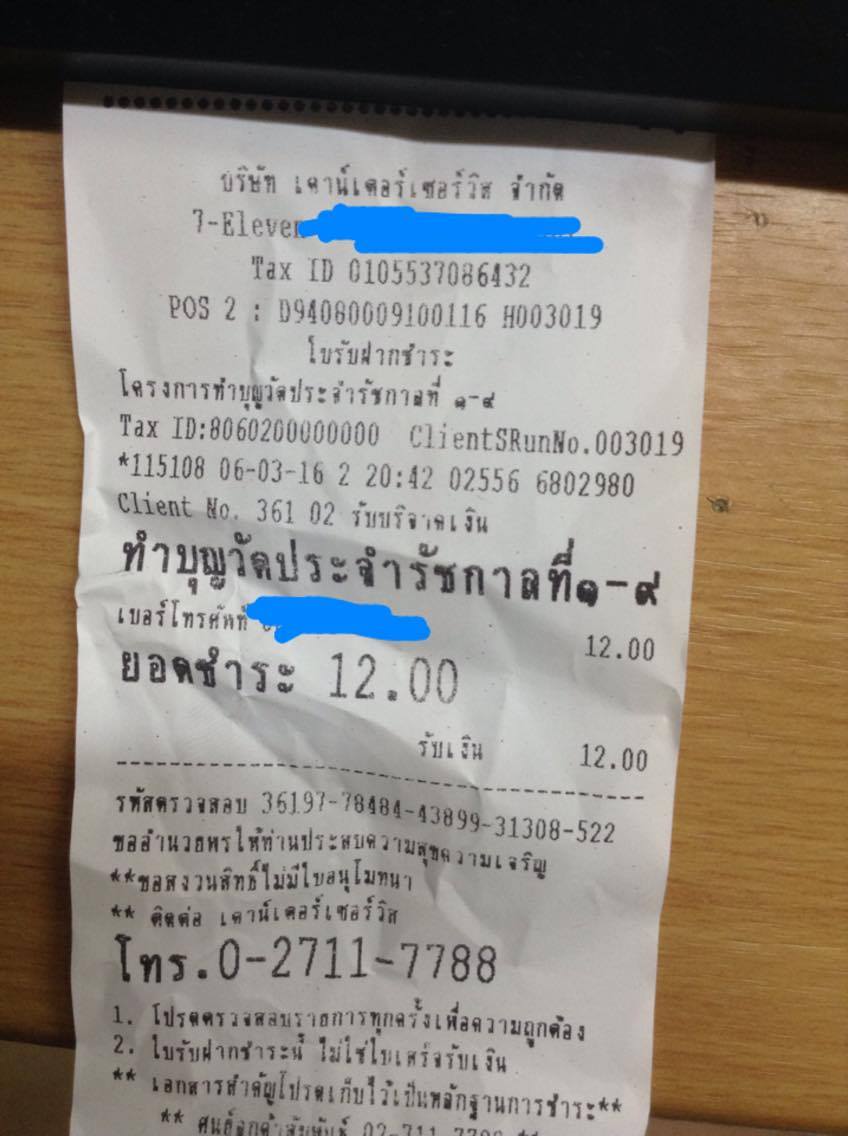 บริษัท เคาน์เตอร์เซอร์วิส จำกัด
7-Eleven
Tax ID 0105537086432
POS 2 : D94080009100116 H003019
ใบรับฝากชำระ
โครงการทำบุญวัดประจำรัชกาลที่ ๑-๙
Tax ID:8060200000000 ClientSRunNo.003019
*115108 06-03-16 2 20:42 02556 6802980
Client No. 361 02 รับบริจาคเงิน
ทำบุญวัดประจำรัชกาลที่๑-๙
เบอร์โทรศัพท์
12.00
ยอดชำระ 12.00
รับเงิน 12.00
รหัสตรวจสอบ 36197-78484-43899-31308-522
ขออำนวยพรให้ท่านประสบความสุขความเจริญ
**ขอสงวนสิทธิ์ไม่มีใบอนุโมทนา
** ติดต่อ เคาน์เตอร์เซอร์วิส
โทร.0-2711-7788
1. โปรดตรวจสอบรายการทุกครั้งเพื่อความถูกต้อง
2. ใบรับฝากชำระนี้ ไม่ใช่ใบเสร็จรับเงิน
** เอกสารสำคัญโปรดเก็บไว้เป็นหลักฐานการชำระ**
** ศูนย์ลูกค้าสัมพันธ์ 02-711